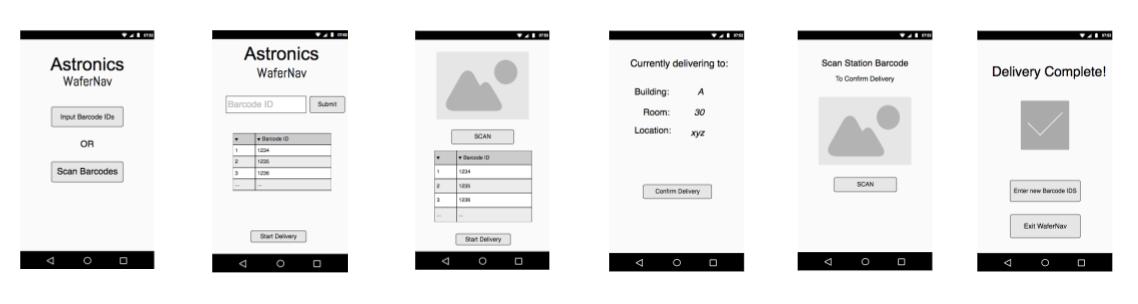 Astronics
WaferNav
Input Barcode IDs
OR
Scan Barcodes
Astronics
WaferNav
Barcode ID
Submit
▾ ▾ Barcode ID
1 1234
2 1235
3 1236
... ...
Start Delivery
SCAN
▾ ▾ Barcode ID
1 1234
2 1235
3 1236
... ...
Start Delivery
Currently delivering to:
Building: A
Room: 30
Location: xyz
Confirm Delivery
Scan Station Barcode
To Confirm Delivery
SCAN
Delivery Complete!
Enter new Barcode IDS
Exit WaferNav